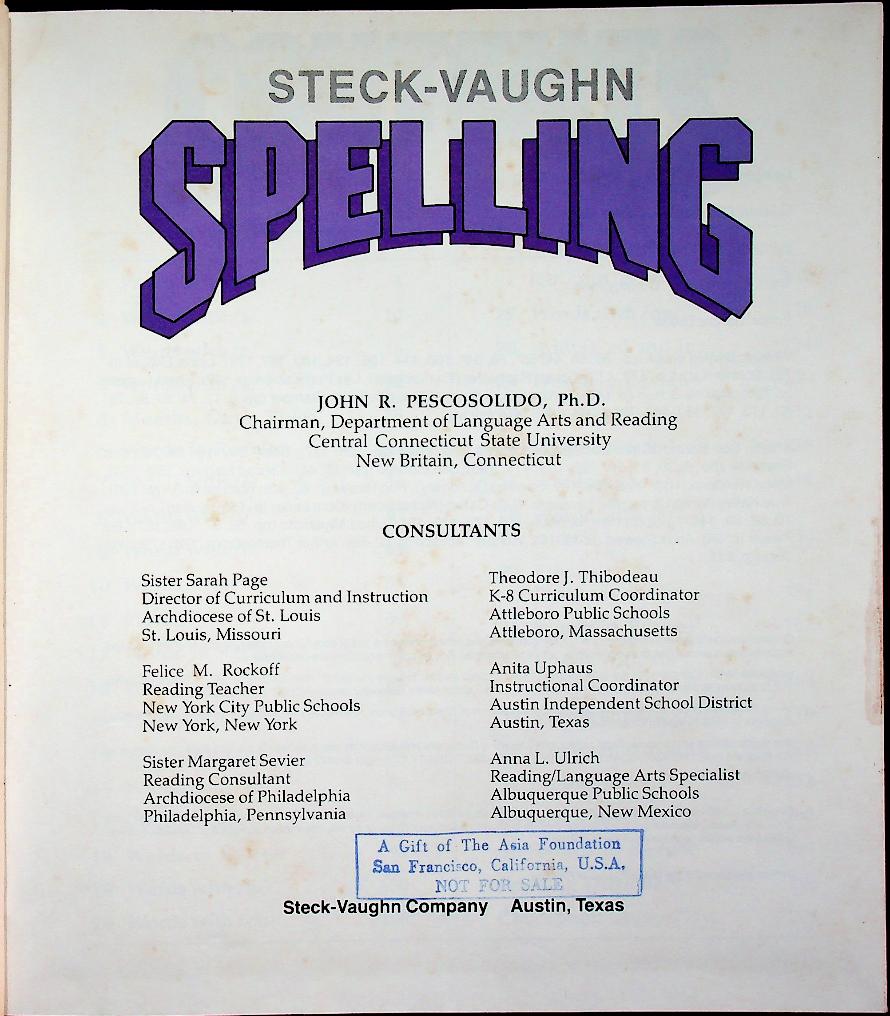 STECK-VAUGHN
SPELLING
JOHN R. PESCOSOLIDO, Ph.D.
Chairman, Department of Language Arts and Reading
Central Connecticut State University
New Britain, Connecticut
CONSULTANTS
Sister Sarah Page
Director of Curriculum and Instruction
Archdiocese of St. Louis
St. Louis, Missouri
Felice M. Rockoff
Reading Teacher
New York City Public Schools
New York, New York
Sister Margaret Sevier
Reading Consultant
Archdiocese of Philadelphia
Philadelphia, Pennsylvania
Theodore J. Thibodeau
K-8 Curriculum Coordinator
Attleboro Public Schools
Attleboro, Massachusetts
Anita Uphaus
Instructional Coordinator
Austin Independent School District
Austin, Texas
Anna L. Ulrich
Reading/Language Arts Specialist
Albuquerque Public Schools
Albuquerque, New Mexico
A Gift of The Asia Foundation
San Francisco, California, U.S.A.
NOT FOR SALE
Steck-Vaughn Company Austin, Texas